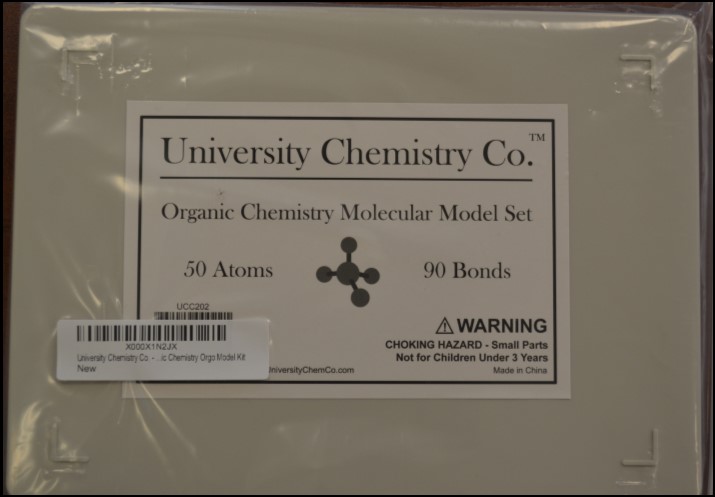 University Chemistry Co.™
Organic Chemistry Molecular Model Set
50 Atoms
90 Bonds
UCC202
X000X1N2JX
University Chemistry Co. - ...ic Chemistry Orgo Model Kit
New
⚠ WARNING
CHOKING HAZARD - Small Parts
Not for Children Under 3 Years
UniversityChemCo.com
Made in China